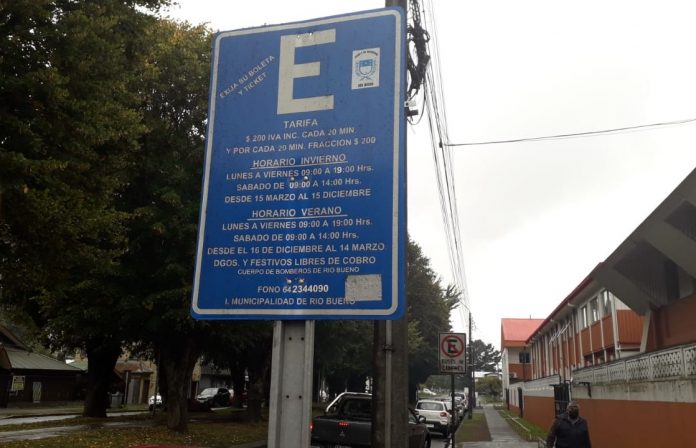 EXIJA SU BOLETA
Y TICKET
E
RIO BUENO
TARIFA
$ 200 IVA INC. CADA 20 MIN
Y POR CADA 20 MIN. FRACCION $ 200
HORARIO INVIERNO
LUNES A VIERNES 09:00 A 19:00 Hrs.
SABADO DE 09:00 A 14:00 Hrs.
DESDE 15 MARZO AL 15 DICIEMBRE
HORARIO VERANO
LUNES A VIERNES 09:00 A 19:00 Hrs.
SABADO DE 09:00 A 14:00 Hrs.
DESDE EL 16 DE DICIEMBRE AL 14 MARZO
DGOS. Y FESTIVOS LIBRES DE COBRO
CUERPO DE BOMBEROS DE RIO BUENO
FONO 642344090
I. MUNICIPALIDAD DE RIO BUENO
E